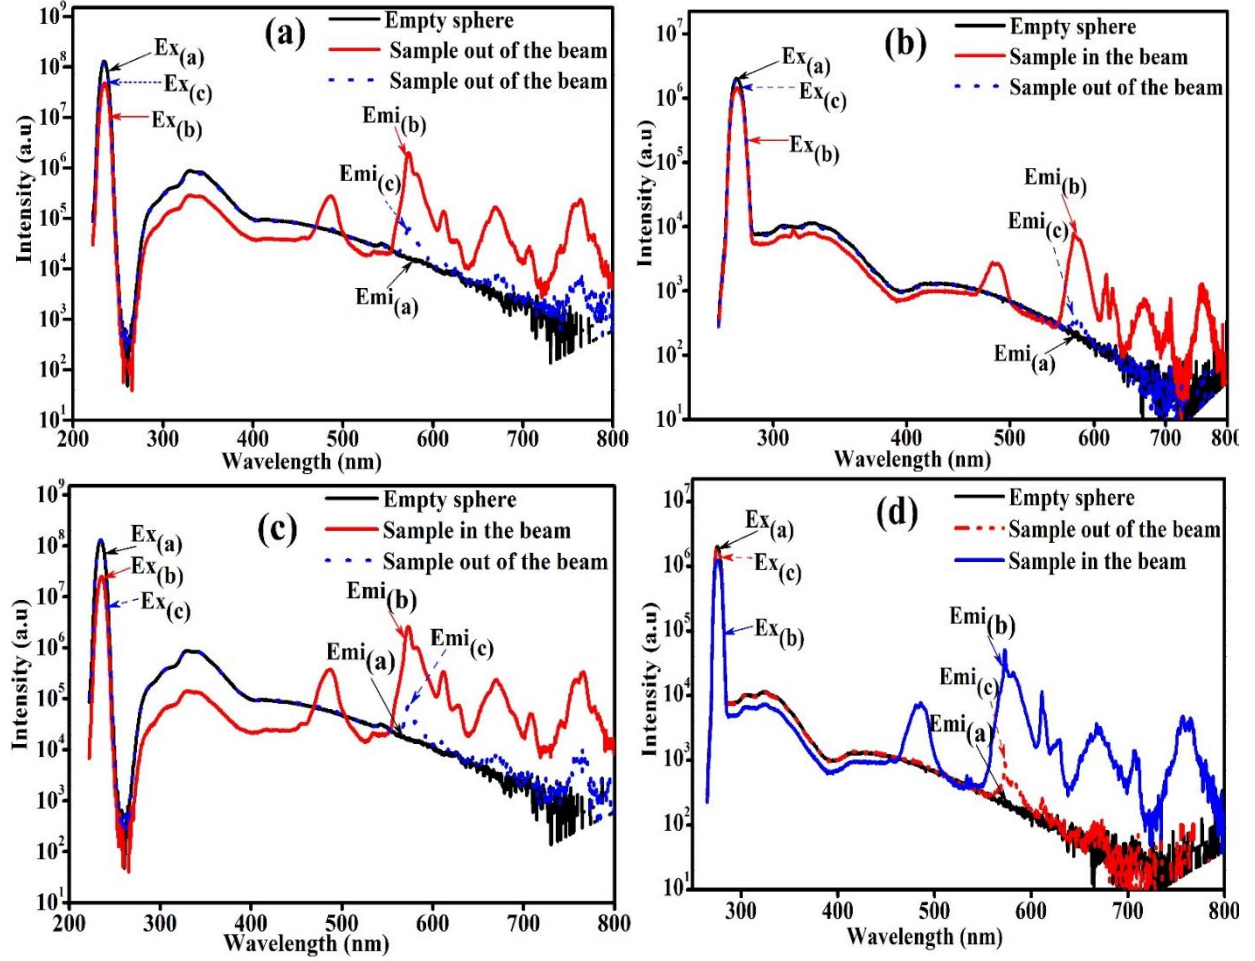 (a)
Empty sphere
Sample out of the beam
Sample out of the beam
Ex(a)
Ex(c)
Ex(b)
Emi(b)
Emi(c)
Emi(a)
Intensity (a.u)
10^9
10^8
10^7
10^6
10^5
10^4
10^3
10^2
10^1
200 300 400 500 600 700 800
Wavelength (nm)
(b)
Empty sphere
Sample in the beam
Sample out of the beam
Ex(a)
Ex(c)
Ex(b)
Emi(b)
Emi(c)
Emi(a)
Intensity (a.u)
10^7
10^6
10^5
10^4
10^3
10^2
10^1
300 400 500 600 700 800
Wavelength (nm)
(c)
Empty sphere
Sample in the beam
Sample out of the beam
Ex(a)
Ex(b)
Ex(c)
Emi(b)
Emi(a)
Emi(c)
Intensity (a.u)
10^9
10^8
10^7
10^6
10^5
10^4
10^3
10^2
10^1
200 300 400 500 600 700 800
Wavelength (nm)
(d)
Empty sphere
Sample out of the beam
Sample in the beam
Ex(a)
Ex(c)
Ex(b)
Emi(b)
Emi(c)
Emi(a)
Intensity (a.u)
10^7
10^6
10^5
10^4
10^3
10^2
10^1
300 400 500 600 700 800
Wavelength (nm)